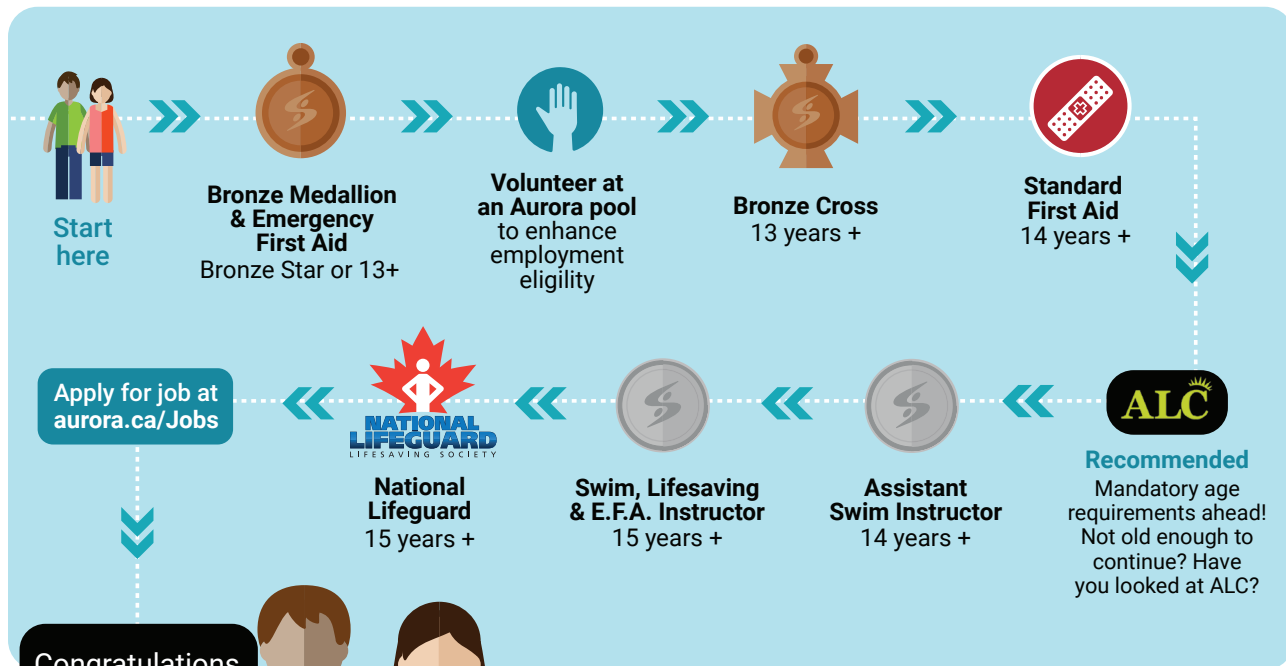 Start
here
Bronze Medallion
& Emergency
First Aid
Bronze Star or 13+
Volunteer at
an Aurora pool
to enhance
employment
eligility
Bronze Cross
13 years +
Standard
First Aid
14 years +
ALC
Recommended
Mandatory age
requirements ahead!
Not old enough to
continue? Have
you looked at ALC?
Assistant
Swim Instructor
14 years +
Swim, Lifesaving
& E.F.A. Instructor
15 years +
NATIONAL
LIFEGUARD
LIFESAVING SOCIETY
National
Lifeguard
15 years +
Apply for job at
aurora.ca/Jobs
Congratulations